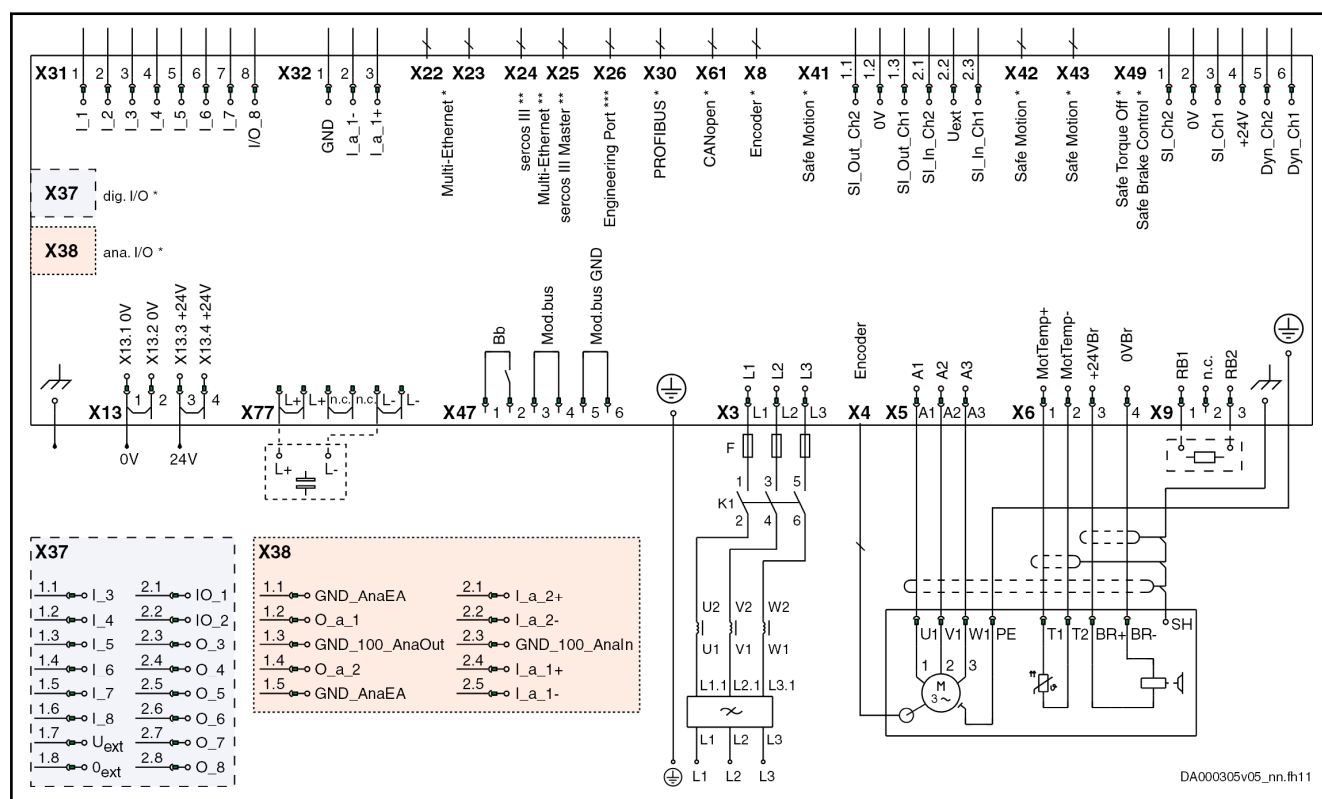 X31 1 2 3 4 5 6 7 8
I_1 I_2 I_3 I_4 I_5 I_6 I_7 I/O_8
X32 1 2 3
GND I_a_1- I_a_1+
X22 X23
Multi-Ethernet *
X24 X25
sercos III **
Multi-Ethernet **
sercos III Master **
X26
Engineering Port ***
X30
PROFIBUS *
X61
CANopen *
X8
Encoder *
X41 1.1 1.2 1.3 2.1 2.2 2.3
Safe Motion *
SI_Out_Ch2 0V SI_Out_Ch1 SI_In_Ch2 Uext SI_In_Ch1
X42
Safe Motion *
X43
Safe Motion *
X49 1 2 3 4 5 6
Safe Torque Off *
Safe Brake Control *
SI_Ch2 0V SI_Ch1 +24V Dyn_Ch2 Dyn_Ch1
X37 dig. I/O *
X38 ana. I/O *
X13.1 0V
X13.2 0V
X13.3 +24V
X13.4 +24V
X13 1 2 3 4
0V 24V
X77 L+ L+ n.c. n.c. L- L-
L+ L-
Bb
Mod.bus
Mod.bus GND
X47 1 2 3 4 5 6
L1 L2 L3
X3 L1 L2 L3
F
1 3 5
K1
2 4 6
U2 V2 W2
U1 V1 W1
L1.1 L2.1 L3.1
L1 L2 L3
L1 L2 L3
Encoder
X4
A1 A2 A3
X5 A1 A2 A3
MotTemp+
MotTemp-
+24VBr
0VBr
X6 1 2 3 4
RB1 n.c. RB2
X9 1 2 3
U1 V1 W1 PE T1 T2 BR+ BR- SH
1 2 3
M
3~
ϑ
X37
1.1 I_3 2.1 IO_1
1.2 I_4 2.2 IO_2
1.3 I_5 2.3 O_3
1.4 I_6 2.4 O_4
1.5 I_7 2.5 O_5
1.6 I_8 2.6 O_6
1.7 Uext 2.7 O_7
1.8 0ext 2.8 O_8
X38
1.1 GND_AnaEA 2.1 I_a_2+
1.2 O_a_1 2.2 I_a_2-
1.3 GND_100_AnaOut 2.3 GND_100_AnaIn
1.4 O_a_2 2.4 I_a_1+
1.5 GND_AnaEA 2.5 I_a_1-
DA000305v05_nn.fh11